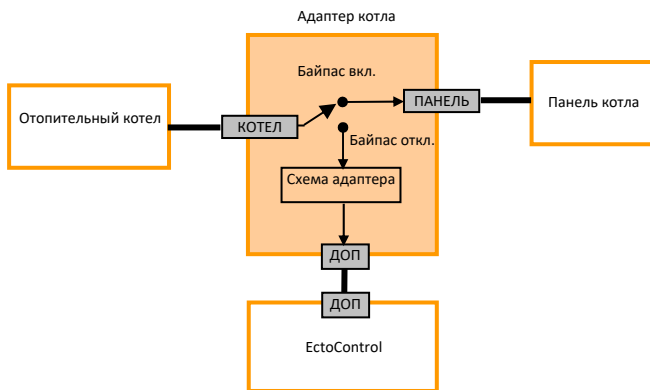 Адаптер котла
Байпас вкл.
Отопительный котел
КОТЕЛ
ПАНЕЛЬ
Панель котла
Байпас откл.
Схема адаптера
ДОП
ДОП
EctoControl